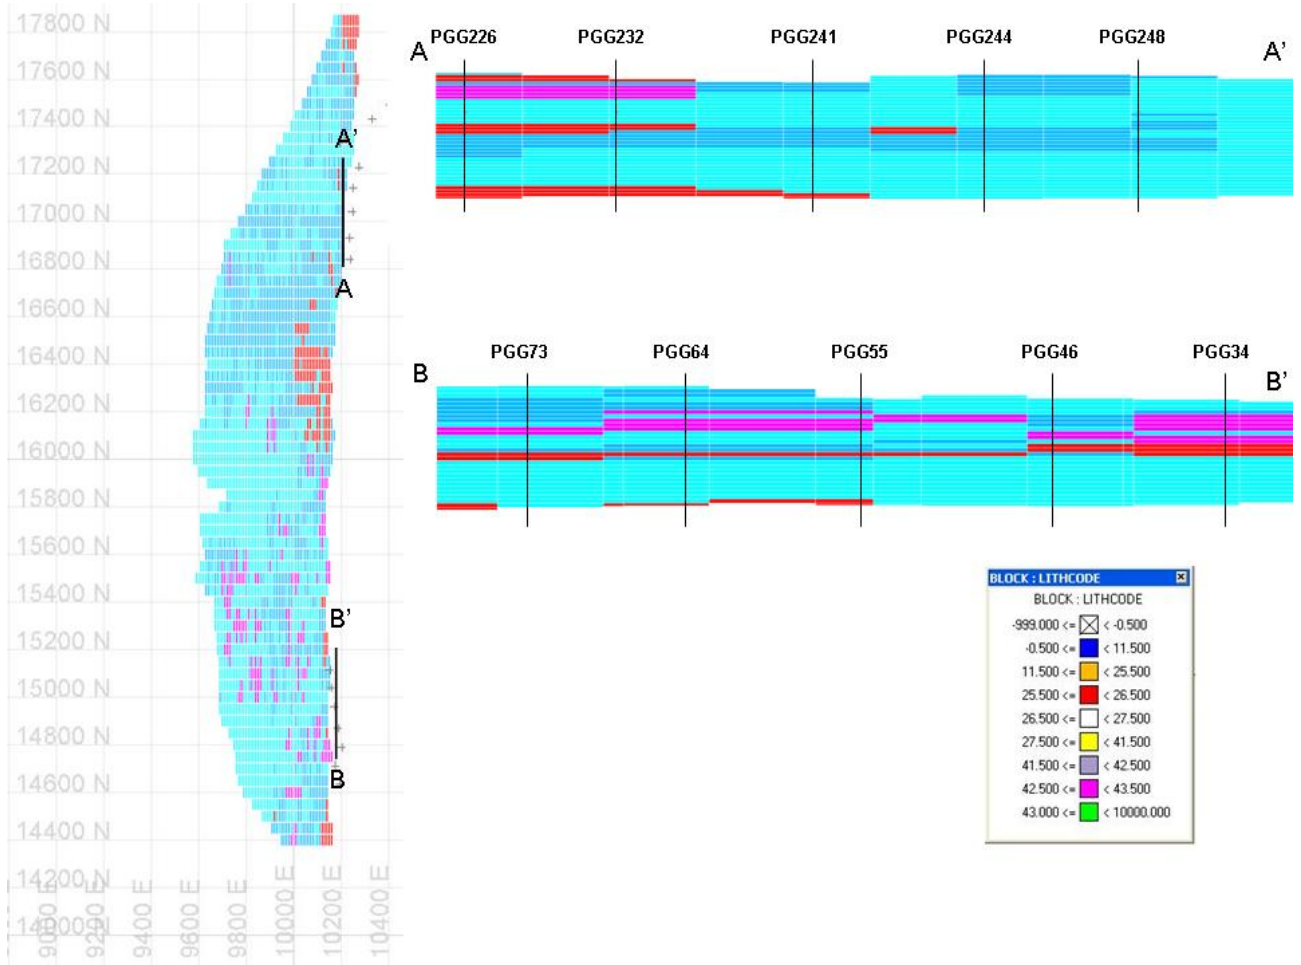 17800 N
17600 N
17400 N
A'
17200 N
17000 N
16800 N
A
16600 N
16400 N
16200 N
16000 N
15800 N
15600 N
15400 N
B'
15200 N
15000 N
14800 N
B
14600 N
14400 N
14200 N
14000 N
9000 E
9200 E
9400 E
9600 E
9800 E
10000 E
10200 E
10400 E
A PGG226 PGG232 PGG241 PGG244 PGG248 A'
B PGG73 PGG64 PGG55 PGG46 PGG34 B'
BLOCK : LITHCODE
BLOCK : LITHCODE
-999.000 <= < -0.500
-0.500 <= < 11.500
11.500 <= < 25.500
25.500 <= < 26.500
26.500 <= < 27.500
27.500 <= < 41.500
41.500 <= < 42.500
42.500 <= < 43.500
43.000 <= < 10000.000